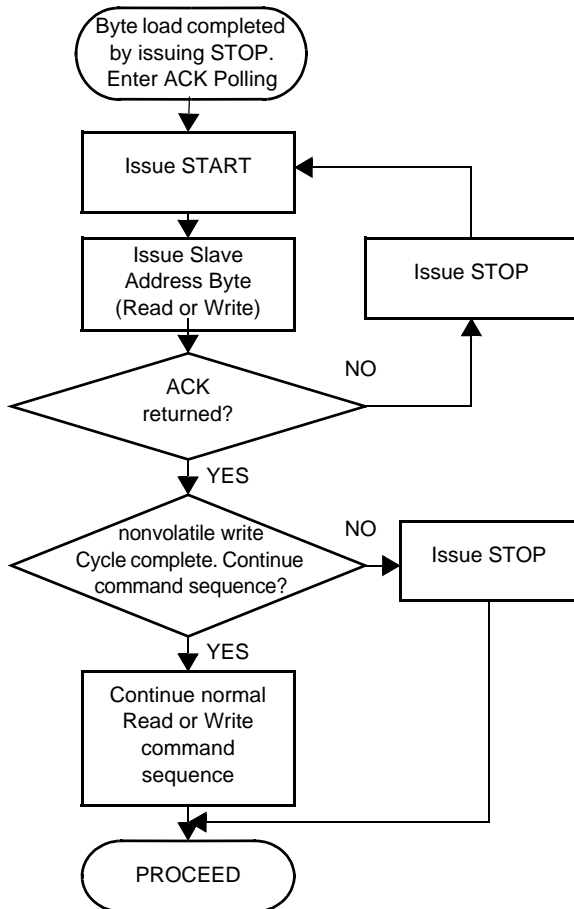 Byte load completed
by issuing STOP.
Enter ACK Polling
Issue START
Issue Slave
Address Byte
(Read or Write)
Issue STOP
ACK
returned?
NO
YES
nonvolatile write
Cycle complete. Continue
command sequence?
NO
Issue STOP
YES
Continue normal
Read or Write
command
sequence
PROCEED